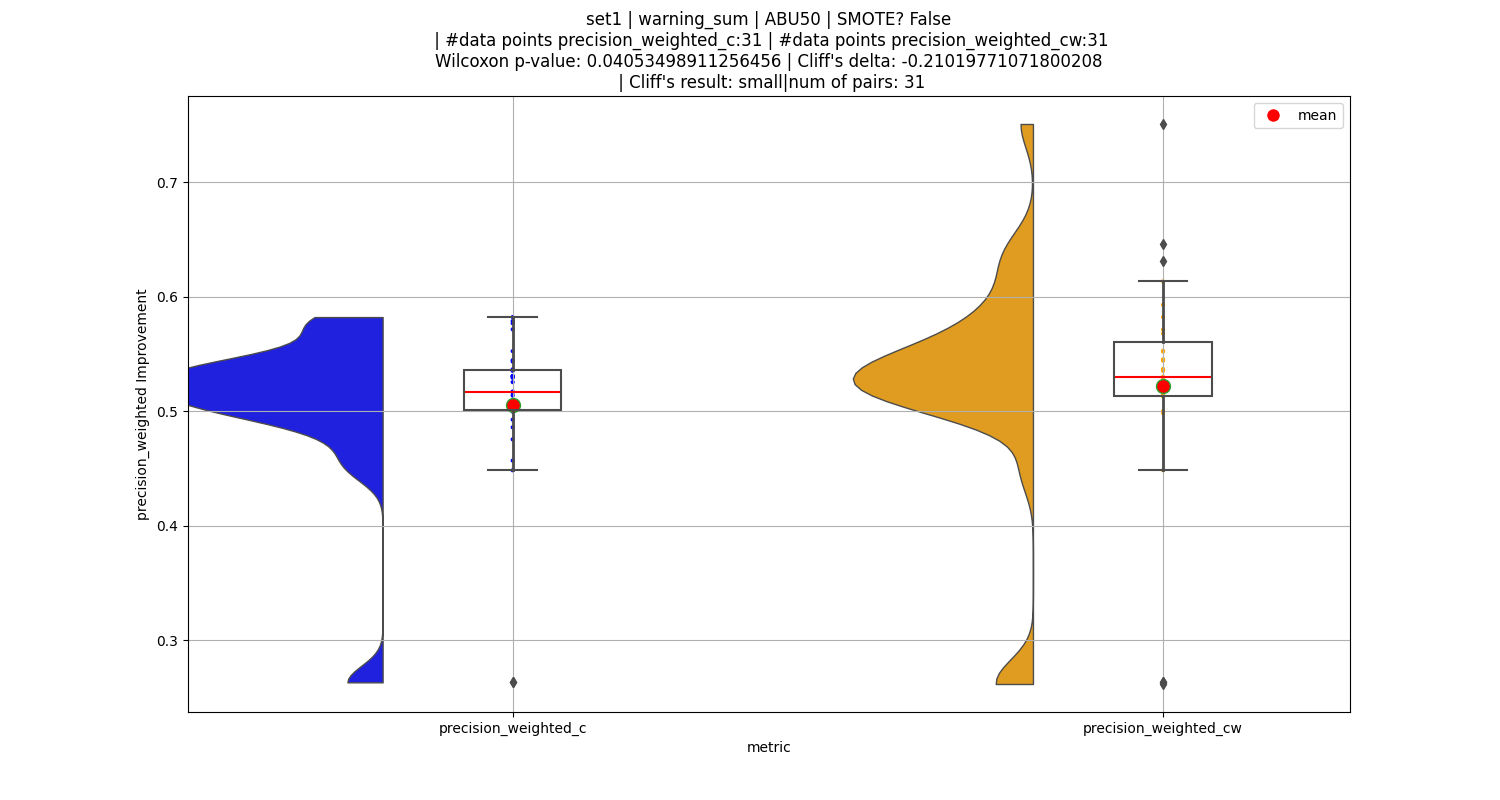 set1 | warning_sum | ABU50 | SMOTE? False
| #data points precision_weighted_c:31 | #data points precision_weighted_cw:31
Wilcoxon p-value: 0.04053498911256456 | Cliff's delta: -0.21019771071800208
| Cliff's result: small|num of pairs: 31
mean
precision_weighted Improvement
0.7
0.6
0.5
0.4
0.3
precision_weighted_c
precision_weighted_cw
metric